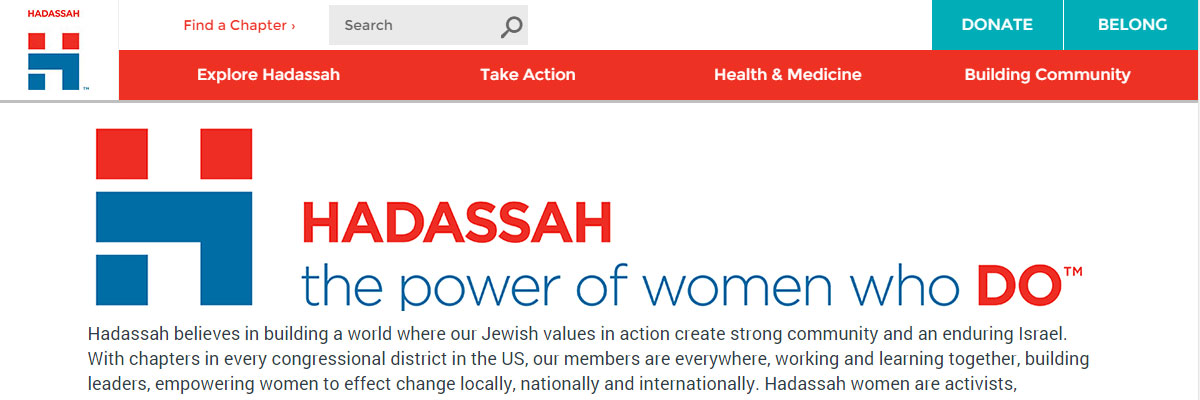 HADASSAH
Find a Chapter ›
Search
DONATE
BELONG
Explore Hadassah
Take Action
Health & Medicine
Building Community
™
HADASSAH
the power of women who DO™
Hadassah believes in building a world where our Jewish values in action create strong community and an enduring Israel.
With chapters in every congressional district in the US, our members are everywhere, working and learning together, building
leaders, empowering women to effect change locally, nationally and internationally. Hadassah women are activists,